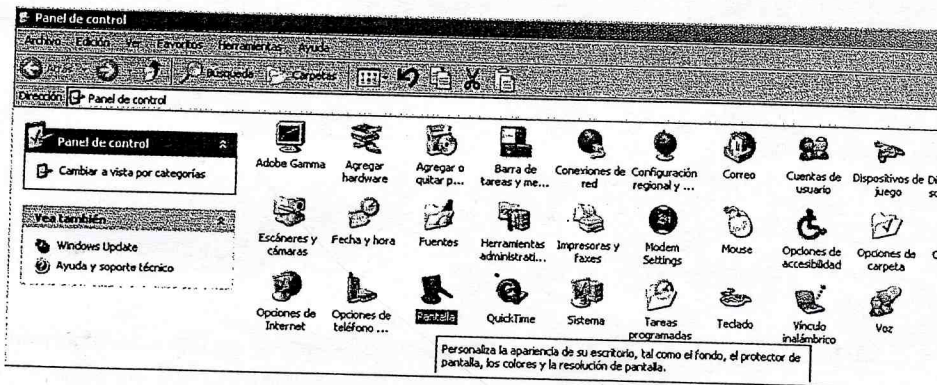 Panel de control
Archivo Edición Ver Favoritos Herramientas Ayuda
Atrás Búsqueda Carpetas
Dirección Panel de control
Panel de control
Cambiar a vista por categorías
Vea también
Windows Update
Ayuda y soporte técnico
Adobe Gamma
Agregar hardware
Agregar o quitar p...
Barra de tareas y me...
Conexiones de red
Configuración regional y ...
Correo
Cuentas de usuario
Dispositivos de juego
Escáneres y cámaras
Fecha y hora
Fuentes
Herramientas administrati...
Impresoras y faxes
Modem Settings
Mouse
Opciones de accesibilidad
Opciones de carpeta
Opciones de Internet
Opciones de teléfono ...
Pantalla
QuickTime
Sistema
Tareas programadas
Teclado
Vínculo inalámbrico
Voz
Personaliza la apariencia de su escritorio, tal como el fondo, el protector de
pantalla, los colores y la resolución de pantalla.